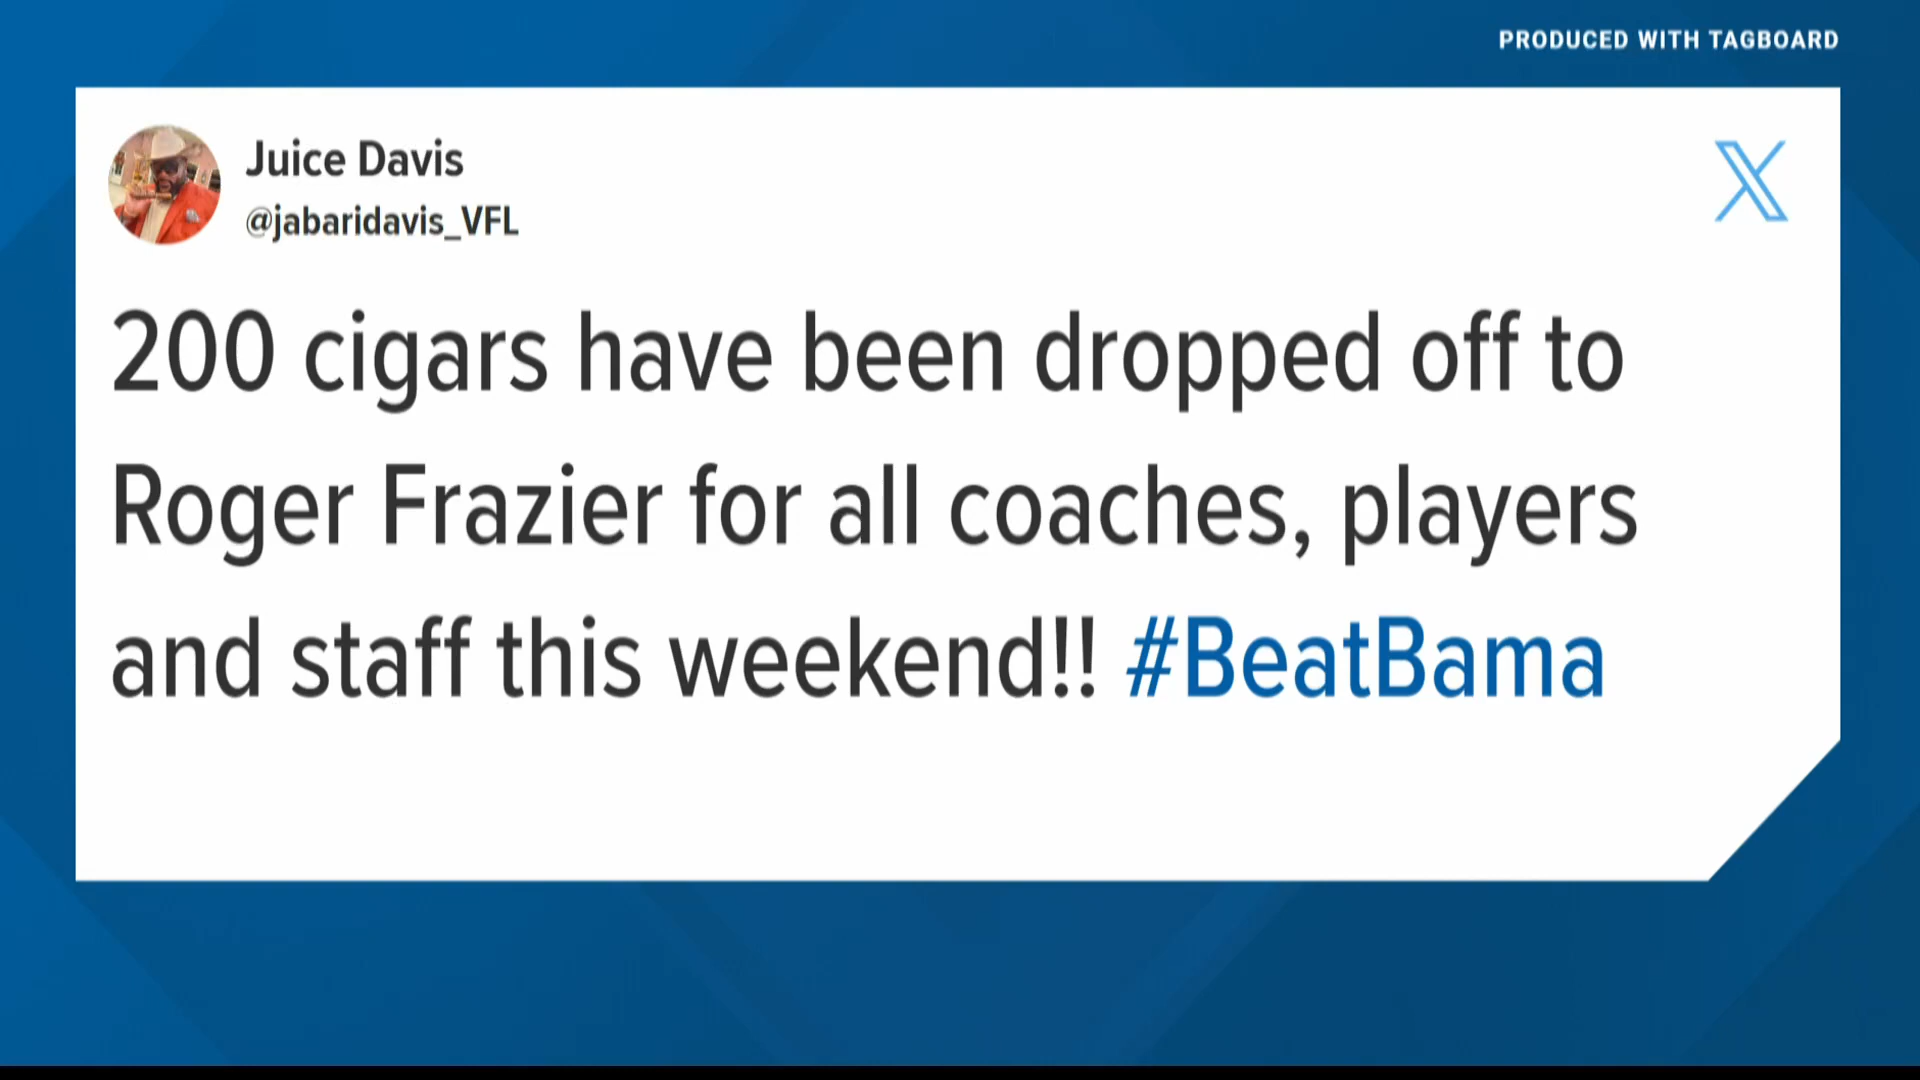 PRODUCED WITH TAGBOARD
Juice Davis
@jabaridavis_VFL
200 cigars have been dropped off to
Roger Frazier for all coaches, players
and staff this weekend!! #BeatBama